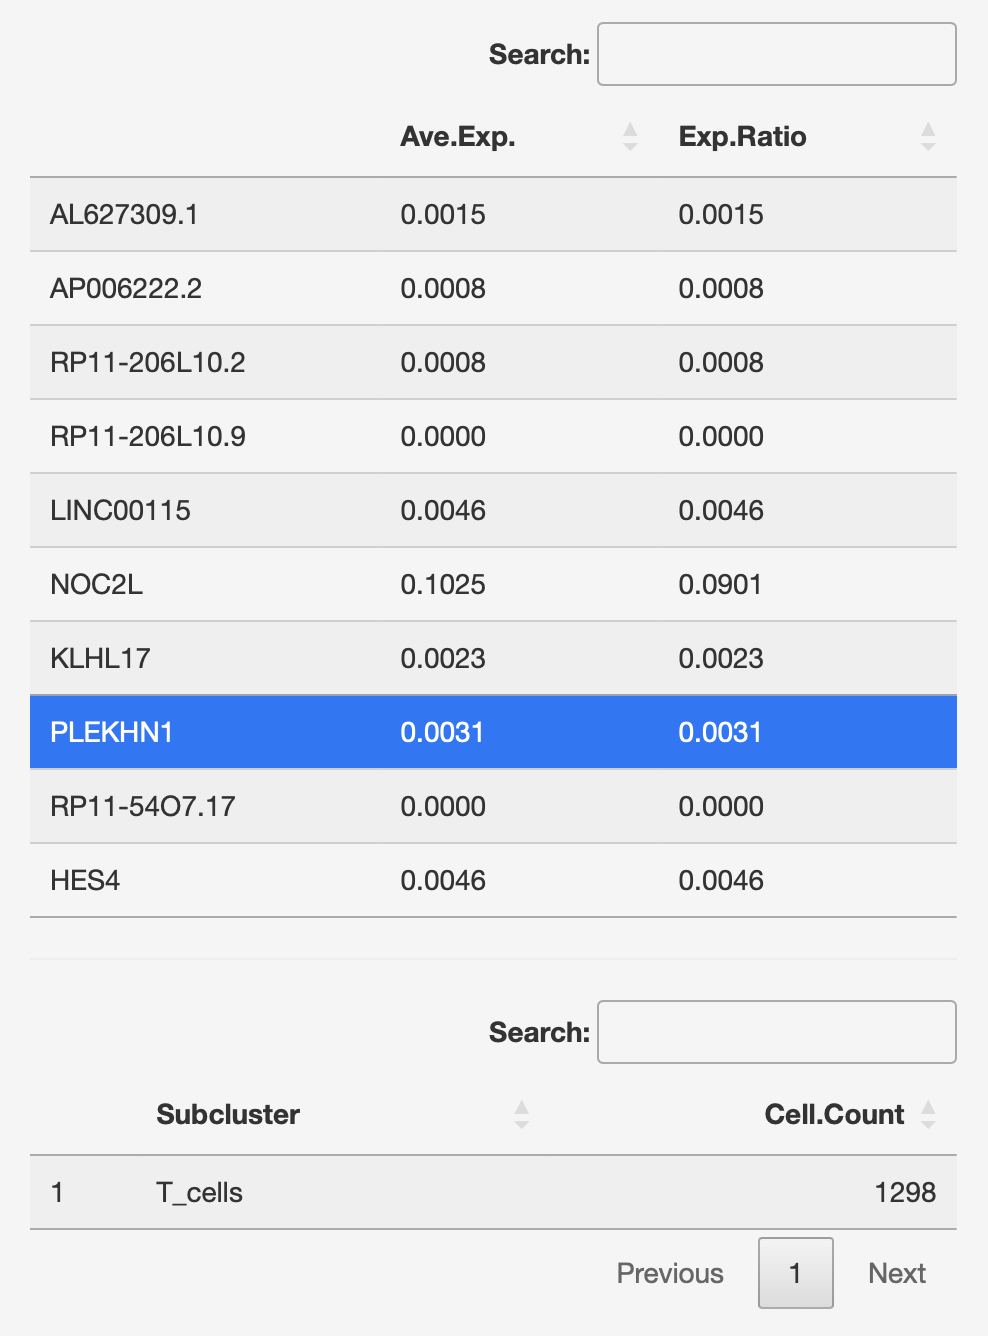 Search:
Ave.Exp. Exp.Ratio
AL627309.1 0.0015 0.0015
AP006222.2 0.0008 0.0008
RP11-206L10.2 0.0008 0.0008
RP11-206L10.9 0.0000 0.0000
LINC00115 0.0046 0.0046
NOC2L 0.1025 0.0901
KLHL17 0.0023 0.0023
PLEKHN1 0.0031 0.0031
RP11-54O7.17 0.0000 0.0000
HES4 0.0046 0.0046
Search:
Subcluster Cell.Count
1 T_cells 1298
Previous 1 Next